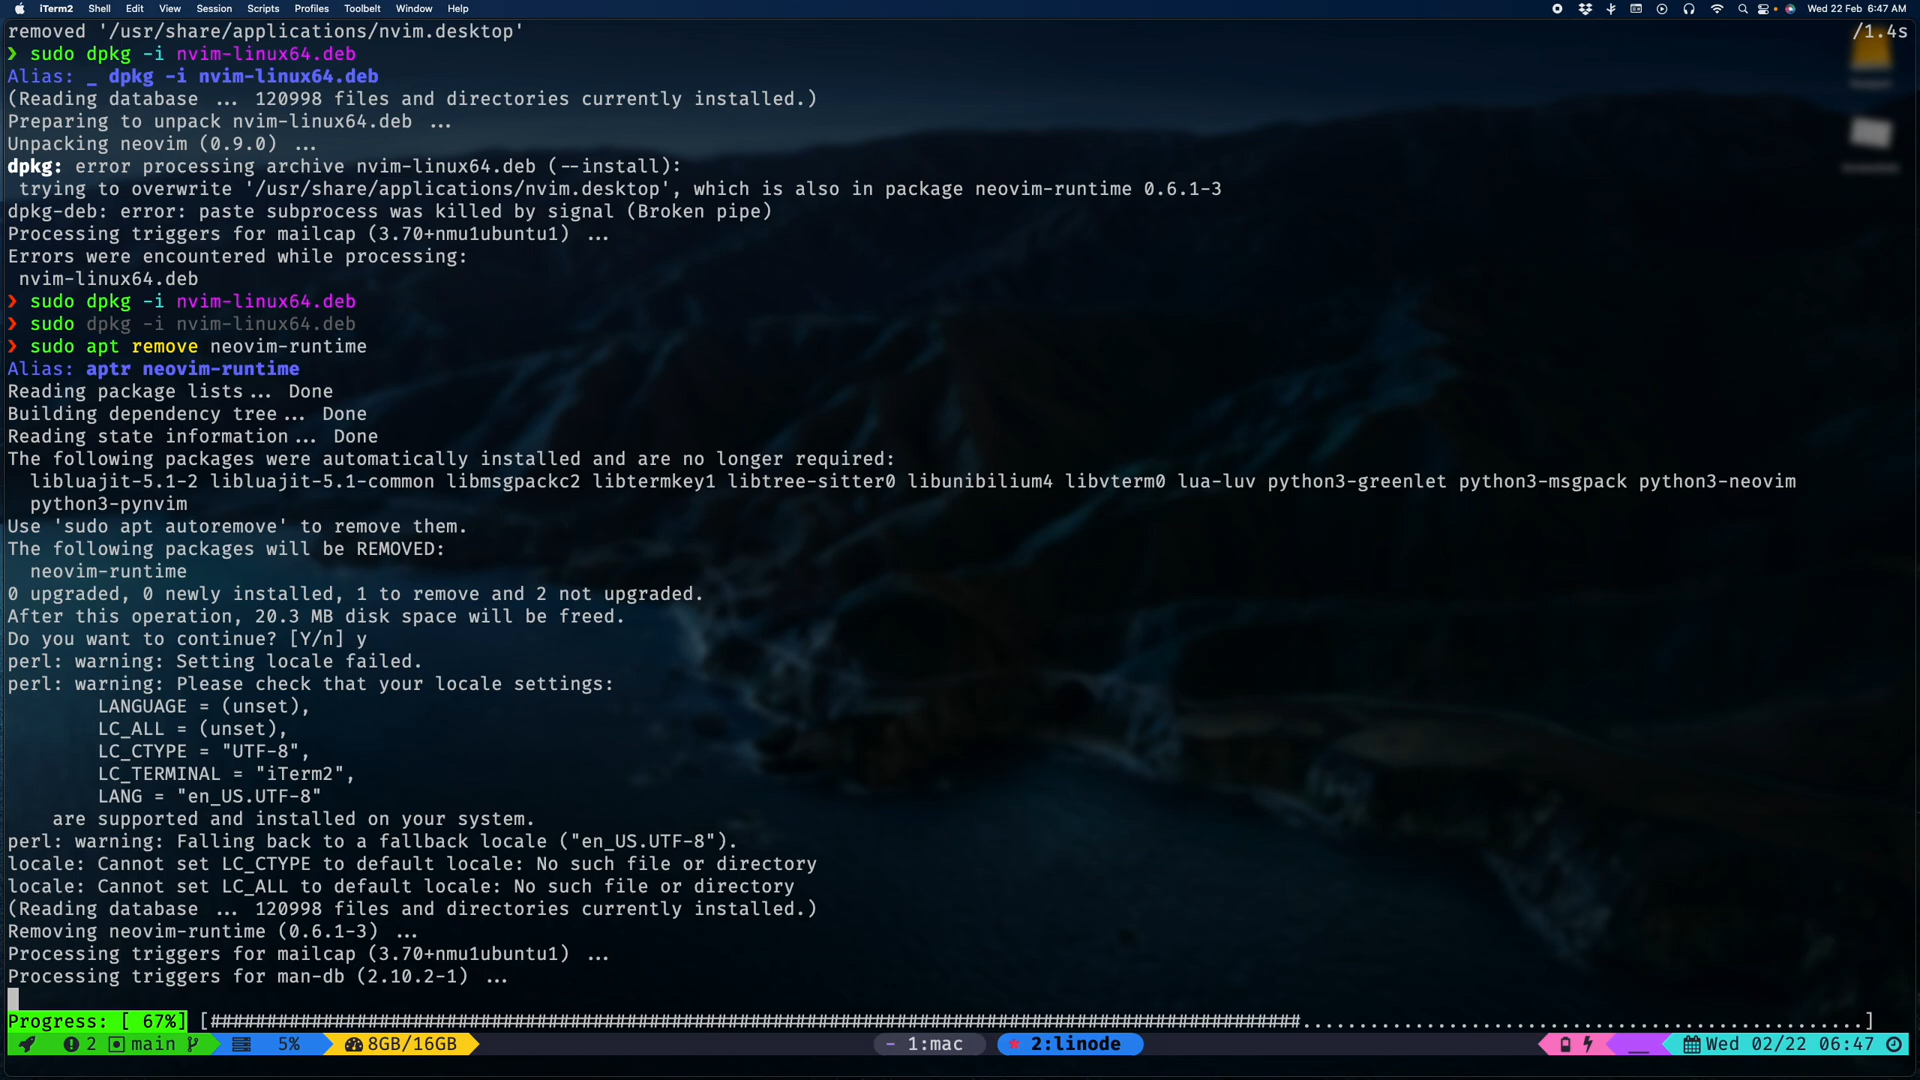 iTerm2 Shell Edit View Session Scripts Profiles Toolbelt Window Help Wed 22 Feb 6:47 AM
removed '/usr/share/applications/nvim.desktop' /1.4s
❯ sudo dpkg -i nvim-linux64.deb
Alias: _ dpkg -i nvim-linux64.deb
(Reading database ... 120998 files and directories currently installed.)
Preparing to unpack nvim-linux64.deb ...
Unpacking neovim (0.9.0) ...
dpkg: error processing archive nvim-linux64.deb (--install):
trying to overwrite '/usr/share/applications/nvim.desktop', which is also in package neovim-runtime 0.6.1-3
dpkg-deb: error: paste subprocess was killed by signal (Broken pipe)
Processing triggers for mailcap (3.70+nmu1ubuntu1) ...
Errors were encountered while processing:
nvim-linux64.deb
❯ sudo dpkg -i nvim-linux64.deb
❯ sudo dpkg -i nvim-linux64.deb
❯ sudo apt remove neovim-runtime
Alias: aptr neovim-runtime
Reading package lists... Done
Building dependency tree... Done
Reading state information... Done
The following packages were automatically installed and are no longer required:
libluajit-5.1-2 libluajit-5.1-common libmsgpackc2 libtermkey1 libtree-sitter0 libunibilium4 libvterm0 lua-luv python3-greenlet python3-msgpack python3-neovim
python3-pynvim
Use 'sudo apt autoremove' to remove them.
The following packages will be REMOVED:
neovim-runtime
0 upgraded, 0 newly installed, 1 to remove and 2 not upgraded.
After this operation, 20.3 MB disk space will be freed.
Do you want to continue? [Y/n] y
perl: warning: Setting locale failed.
perl: warning: Please check that your locale settings:
LANGUAGE = (unset),
LC_ALL = (unset),
LC_CTYPE = "UTF-8",
LC_TERMINAL = "iTerm2",
LANG = "en_US.UTF-8"
are supported and installed on your system.
perl: warning: Falling back to a fallback locale ("en_US.UTF-8").
locale: Cannot set LC_CTYPE to default locale: No such file or directory
locale: Cannot set LC_ALL to default locale: No such file or directory
(Reading database ... 120998 files and directories currently installed.)
Removing neovim-runtime (0.6.1-3) ...
Processing triggers for mailcap (3.70+nmu1ubuntu1) ...
Processing triggers for man-db (2.10.2-1) ...
Progress: [ 67%] [#################################################################################################..................................................]
2 main 5% 8GB/16GB - 1:mac * 2:linode __ Wed 02/22 06:47